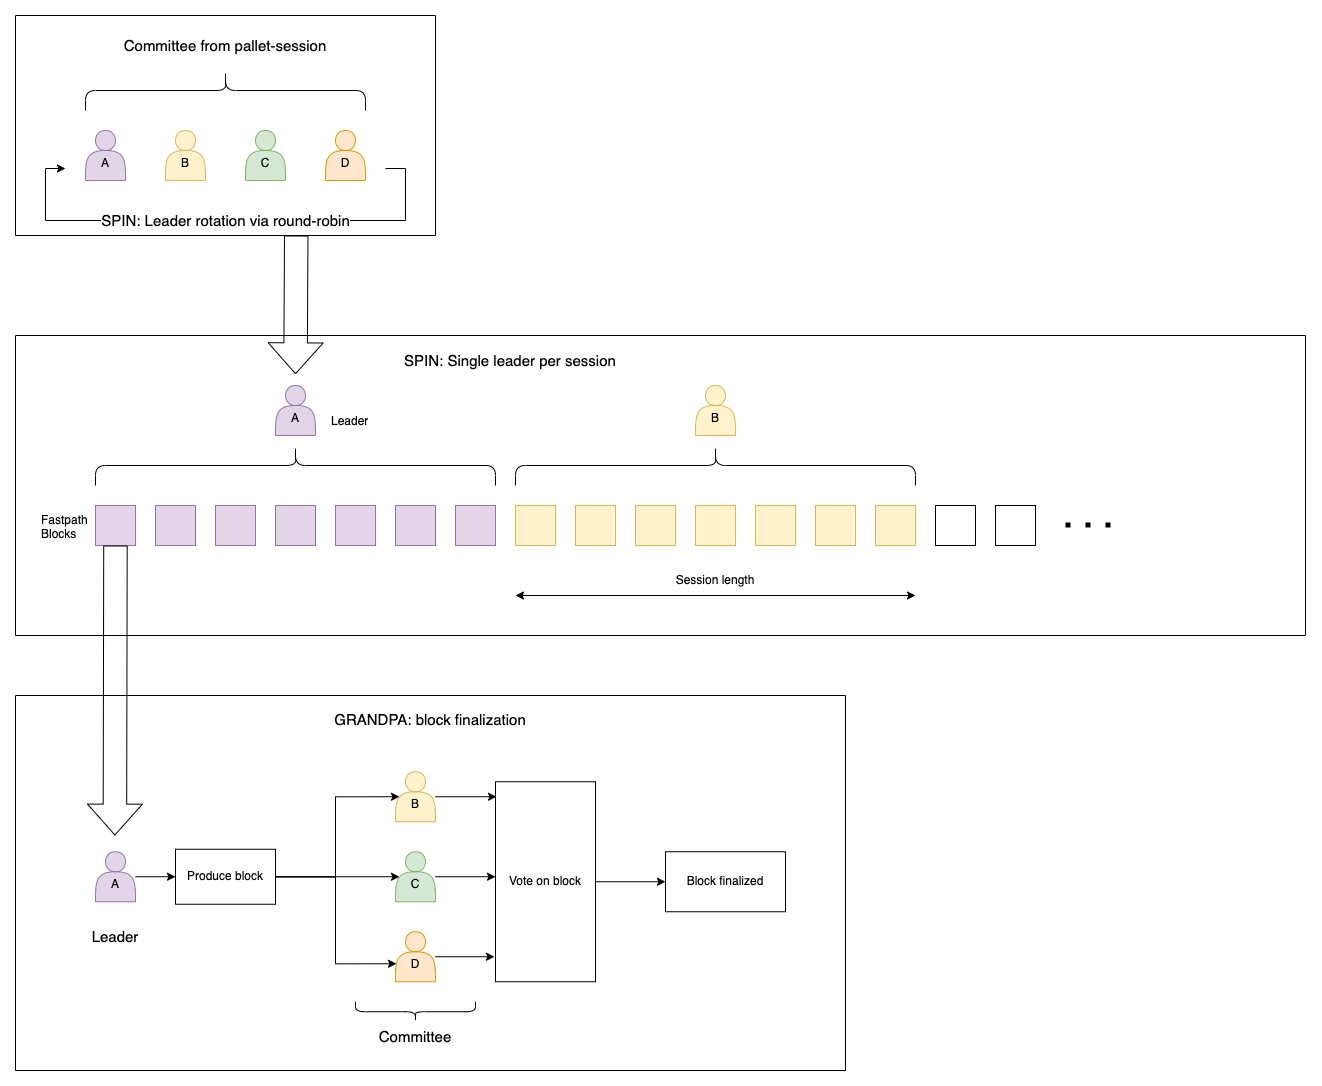 Committee from pallet-session
A
B
C
D
SPIN: Leader rotation via round-robin
SPIN: Single leader per session
A
Leader
B
Fastpath
Blocks
Session length
GRANDPA: block finalization
B
A
Produce block
C
Vote on block
Block finalized
Leader
D
Committee